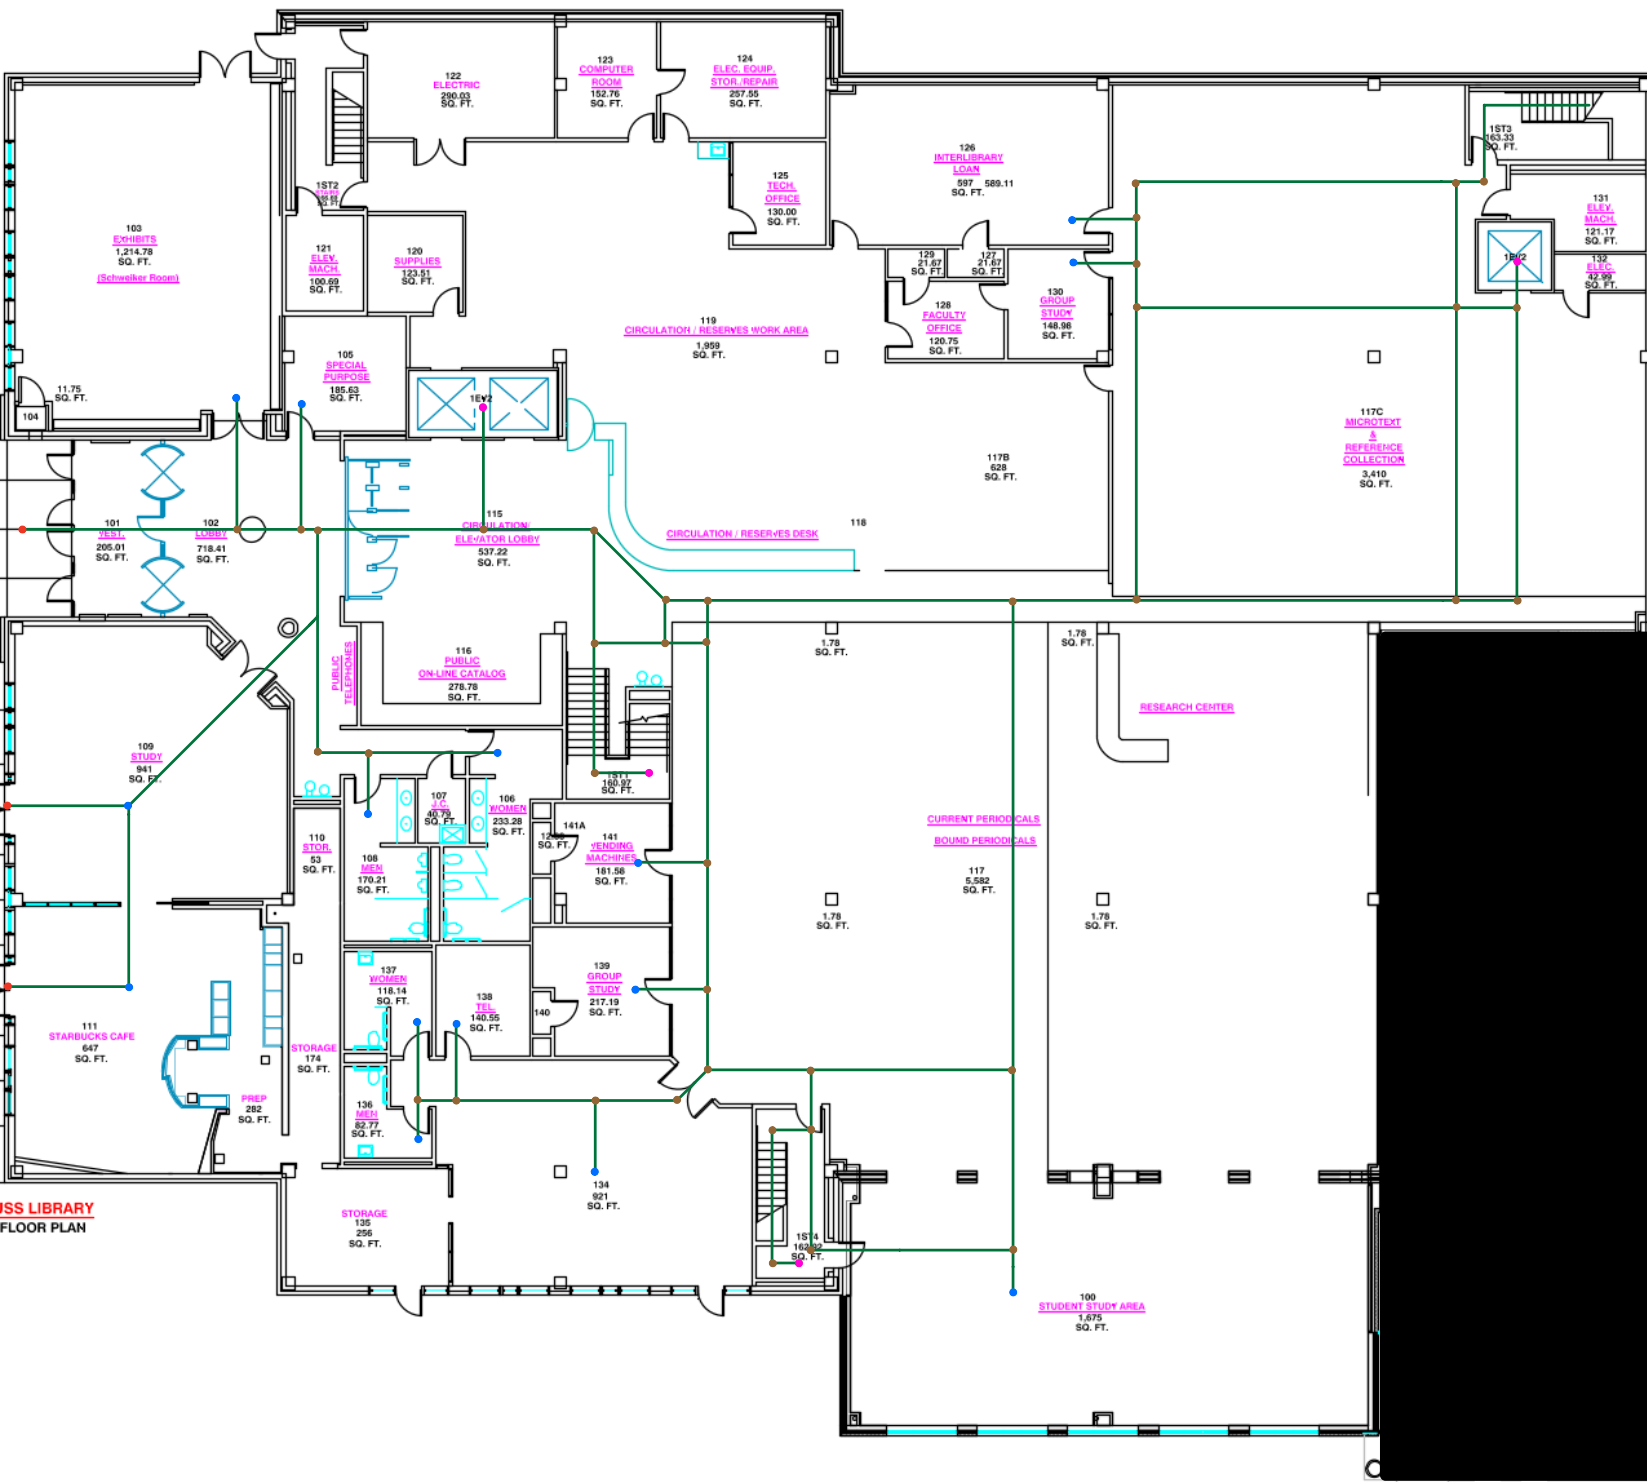 122
ELECTRIC
290.03
SQ. FT.
123
COMPUTER
ROOM
152.76
SQ. FT.
124
ELEC. EQUIP.
STOR./REPAIR
257.55
SQ. FT.
103
EXHIBITS
1,214.78
SQ. FT.
(Schweiker Room)
1ST2
STAIRS
SQ. FT.
125
TECH.
OFFICE
130.00
SQ. FT.
126
INTERLIBRARY
LOAN
597 589.11
SQ. FT.
1ST3
163.33
SQ. FT.
131
ELEV.
MACH.
121.17
SQ. FT.
132
ELEC.
42.99
SQ. FT.
1EV2
121
ELEV.
MACH.
100.69
SQ. FT.
120
SUPPLIES
123.51
SQ. FT.
129
21.67
SQ. FT.
127
21.67
SQ. FT.
128
FACULTY
OFFICE
120.75
SQ. FT.
130
GROUP
STUDY
148.98
SQ. FT.
119
CIRCULATION / RESERVES WORK AREA
1,959
SQ. FT.
105
SPECIAL
PURPOSE
185.63
SQ. FT.
11.75
SQ. FT.
104
1EV2
117C
MICROTEXT
&
REFERENCE
COLLECTION
3,410
SQ. FT.
117B
628
SQ. FT.
101
VEST.
205.01
SQ. FT.
102
LOBBY
718.41
SQ. FT.
115
CIRCULATION/
ELEVATOR LOBBY
537.22
SQ. FT.
118
CIRCULATION / RESERVES DESK
PUBLIC
TELEPHONES
116
PUBLIC
ON-LINE CATALOG
278.78
SQ. FT.
1.78
SQ. FT.
1.78
SQ. FT.
RESEARCH CENTER
109
STUDY
941
SQ. FT.
1ST1
160.97
SQ. FT.
107
J.C.
40.79
SQ. FT.
106
WOMEN
233.28
SQ. FT.
110
STOR.
53
SQ. FT.
108
MEN
170.21
SQ. FT.
141A
SQ. FT.
141
VENDING
MACHINES
181.58
SQ. FT.
CURRENT PERIODICALS
BOUND PERIODICALS
117
5,582
SQ. FT.
1.78
SQ. FT.
1.78
SQ. FT.
137
WOMEN
118.14
SQ. FT.
138
TEL.
140.55
SQ. FT.
139
GROUP
STUDY
217.19
SQ. FT.
140
111
STARBUCKS CAFE
647
SQ. FT.
STORAGE
174
SQ. FT.
PREP
282
SQ. FT.
136
MEN
82.77
SQ. FT.
134
921
SQ. FT.
STORAGE
135
256
SQ. FT.
1ST4
SQ. FT.
USS LIBRARY
FLOOR PLAN
100
STUDENT STUDY AREA
1,675
SQ. FT.